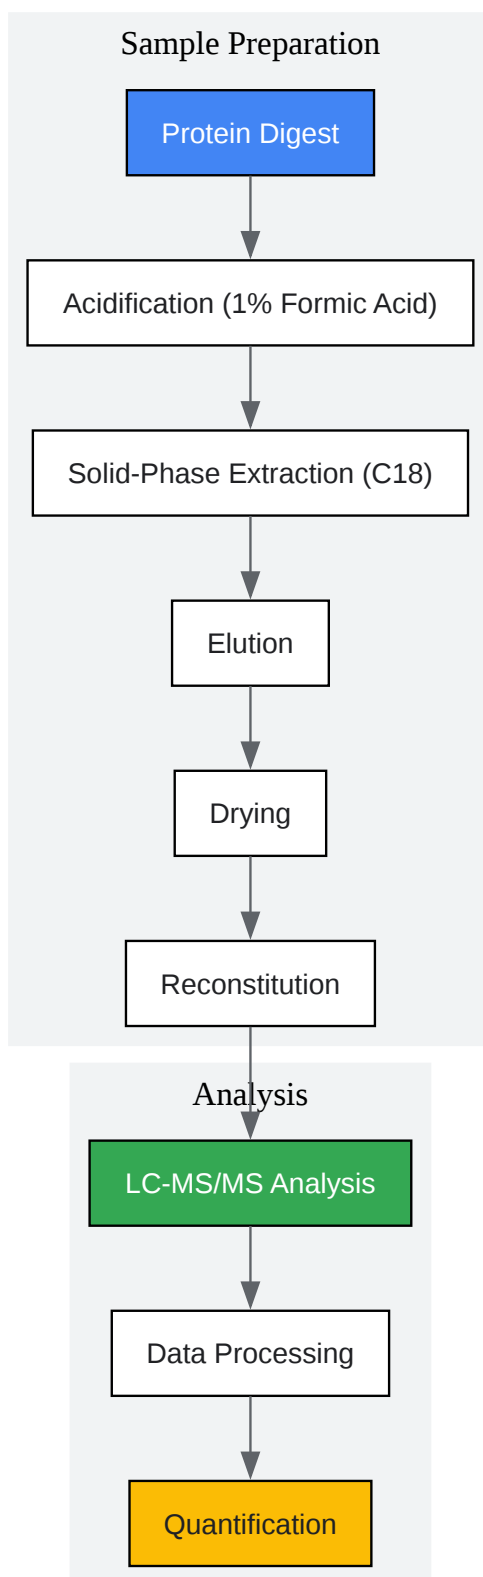 Sample Preparation
Protein Digest
Acidification (1% Formic Acid)
Solid-Phase Extraction (C18)
Elution
Drying
Reconstitution
Analysis
LC-MS/MS Analysis
Data Processing
Quantification